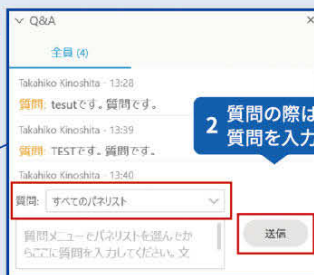 Q&A
×
全員 (4)
Takahiko Kinoshita - 13:28
質問: tesutです。質問です。
Takahiko Kinoshita - 13:39
質問: TESTです。質問です。
2 質問の際は
質問を入力
Takahiko Kinoshita - 13:40
質問: すべてのパネリスト
質問メニューでパネリストを選んでか
らここに質問を入力してください。文
送信